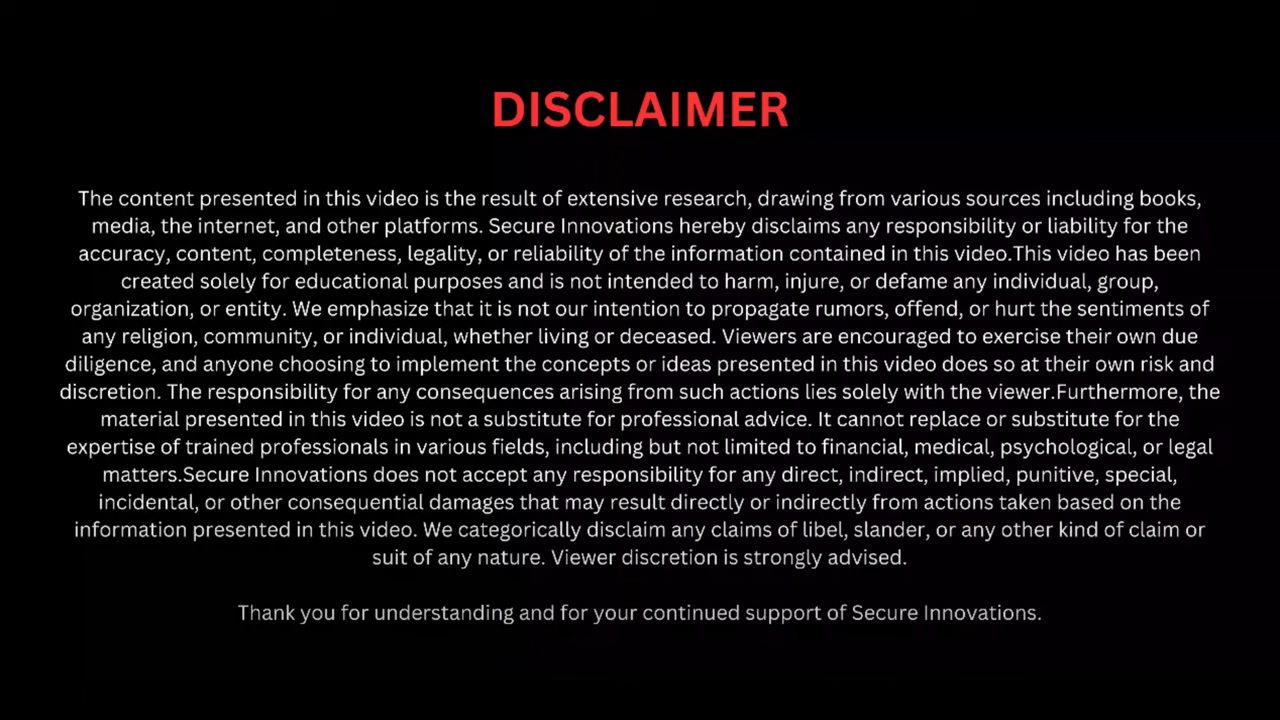 DISCLAIMER
The content presented in this video is the result of extensive research, drawing from various sources including books,
media, the internet, and other platforms. Secure Innovations hereby disclaims any responsibility or liability for the
accuracy, content, completeness, legality, or reliability of the information contained in this video.This video has been
created solely for educational purposes and is not intended to harm, injure, or defame any individual, group,
organization, or entity. We emphasize that it is not our intention to propagate rumors, offend, or hurt the sentiments of
any religion, community, or individual, whether living or deceased. Viewers are encouraged to exercise their own due
diligence, and anyone choosing to implement the concepts or ideas presented in this video does so at their own risk and
discretion. The responsibility for any consequences arising from such actions lies solely with the viewer.Furthermore, the
material presented in this video is not a substitute for professional advice. It cannot replace or substitute for the
expertise of trained professionals in various fields, including but not limited to financial, medical, psychological, or legal
matters.Secure Innovations does not accept any responsibility for any direct, indirect, implied, punitive, special,
incidental, or other consequential damages that may result directly or indirectly from actions taken based on the
information presented in this video. We categorically disclaim any claims of libel, slander, or any other kind of claim or
suit of any nature. Viewer discretion is strongly advised.
Thank you for understanding and for your continued support of Secure Innovations.